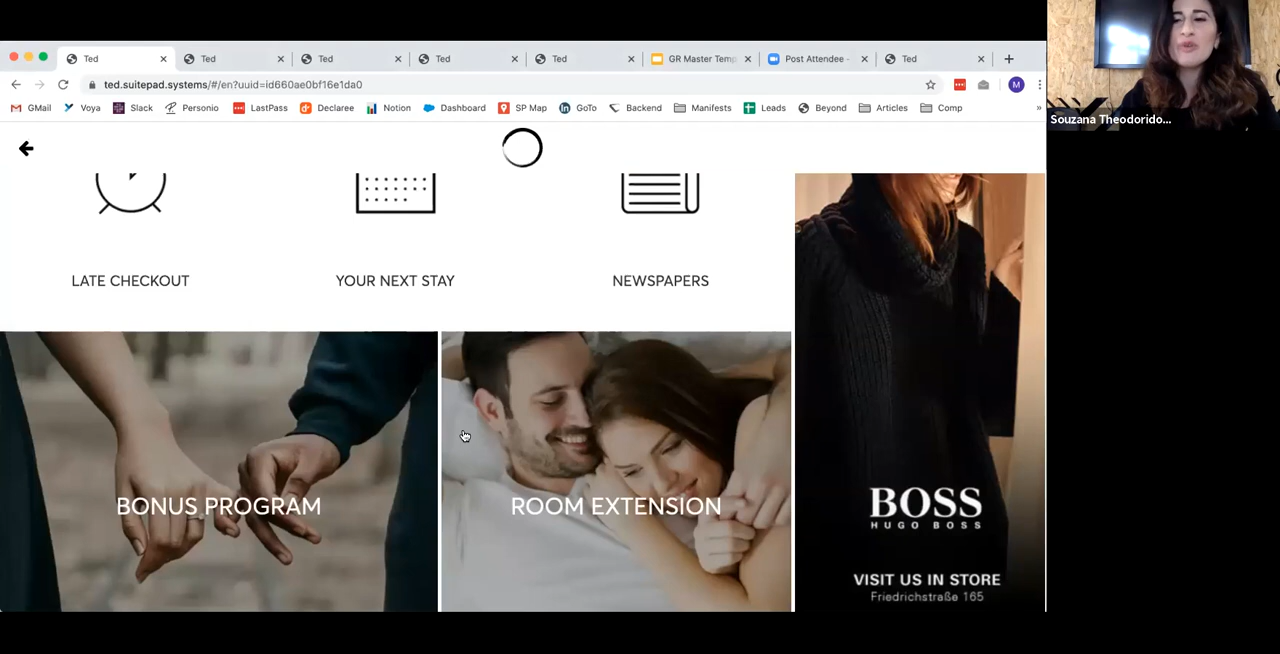 Ted
Ted
Ted
Ted
Ted
GR Master Temp
Post Attendee -
Ted
ted.suitepad.systems/#/en?uuid=id660ae0bf16e1da0
M
GMail
Voya
Slack
Personio
LastPass
Declaree
Notion
Dashboard
SP Map
GoTo
Backend
Manifests
Leads
Beyond
Articles
Comp
»
Souzana Theodorido...
LATE CHECKOUT
YOUR NEXT STAY
NEWSPAPERS
BONUS PROGRAM
ROOM EXTENSION
BOSS
HUGO BOSS
VISIT US IN STORE
Friedrichstraße 165